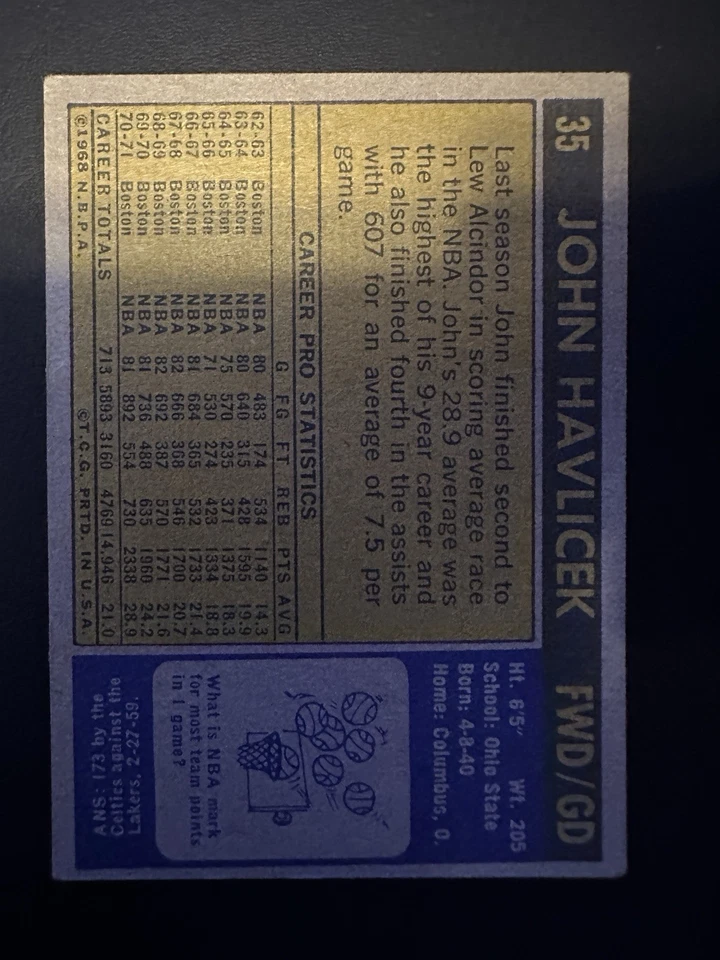 35 JOHN HAVLICEK FWD/GD
Last season John finished second to
Lew Alcindor in scoring average race
in the NBA. John's 28.9 average was
the highest of his 9-year career and
he also finished fourth in the assists
with 607 for an average of 7.5 per
game.
Ht. 6'5" Wt. 205
School: Ohio State
Born: 4-8-40
Home: Columbus, O.
CAREER PRO STATISTICS
G FG FT REB PTS AVG
62-63 Boston NBA 80 483 174 534 1140 14.3
63-64 Boston NBA 80 640 315 428 1595 19.9
64-65 Boston NBA 75 570 235 371 1375 18.3
65-66 Boston NBA 71 530 274 423 1334 18.8
66-67 Boston NBA 81 684 365 532 1733 21.4
67-68 Boston NBA 82 666 368 546 1700 20.7
68-69 Boston NBA 82 692 387 570 1771 21.6
69-70 Boston NBA 81 736 488 635 1960 24.2
70-71 Boston NBA 81 892 554 730 2338 28.9
CAREER TOTALS 713 5893 3160 4769 14,946 21.0
©1968 N.B.P.A. ©T.C.G. PRTD. IN U.S.A.
What is NBA mark
for most team points
in 1 game?
ANS: 173 by the
Celtics against the
Lakers, 2-27-59.